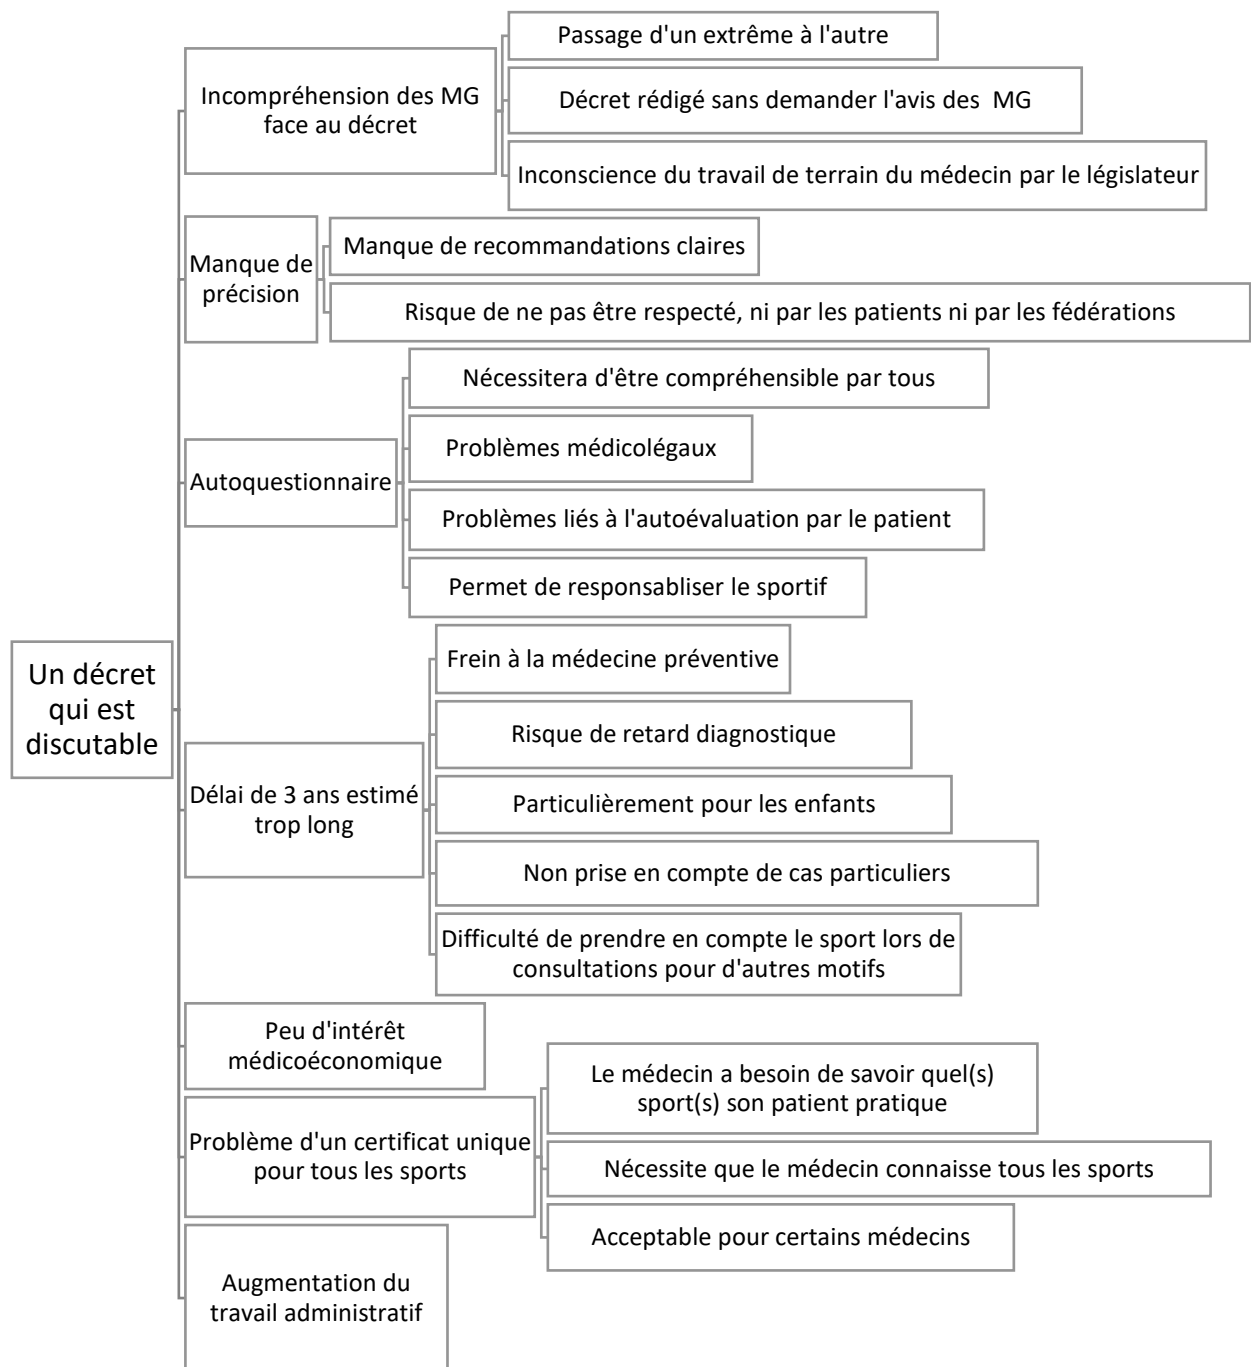 Un décret
qui est
discutable
Incompréhension des MG
face au décret
Passage d'un extrême à l'autre
Décret rédigé sans demander l'avis des  MG
Inconscience du travail de terrain du médecin par le législateur
Manque de
précision
Manque de recommandations claires
Risque de ne pas être respecté, ni par les patients ni par les fédérations
Autoquestionnaire
Nécessitera d'être compréhensible par tous
Problèmes médicolégaux
Problèmes liés à l'autoévaluation par le patient
Permet de responsabliser le sportif
Délai de 3 ans estimé
trop long
Frein à la médecine préventive
Risque de retard diagnostique
Particulièrement pour les enfants
Non prise en compte de cas particuliers
Difficulté de prendre en compte le sport lors de
consultations pour d'autres motifs
Peu d'intérêt
médicoéconomique
Problème d'un certificat unique
pour tous les sports
Le médecin a besoin de savoir quel(s)
sport(s) son patient pratique
Nécessite que le médecin connaisse tous les sports
Acceptable pour certains médecins
Augmentation du
travail administratif